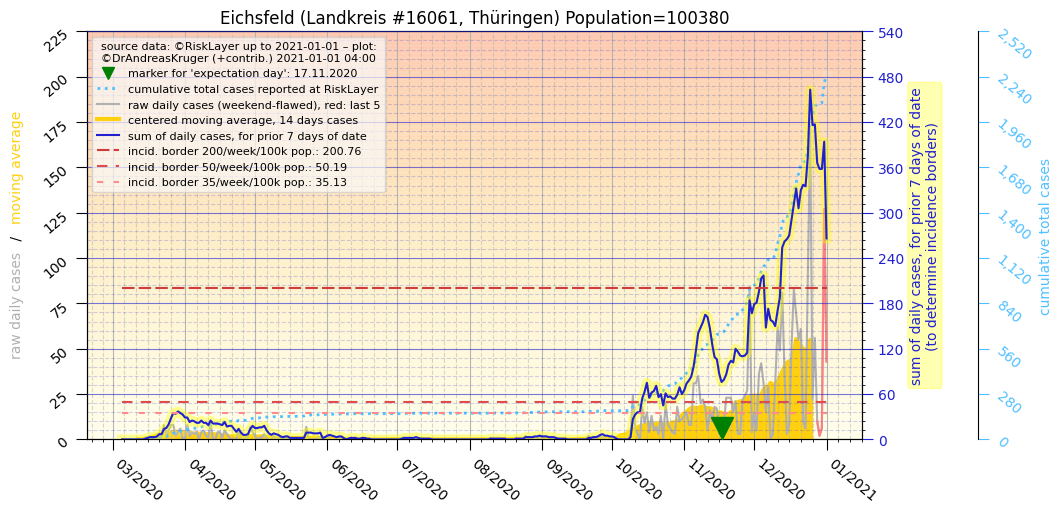 Eichsfeld (Landkreis #16061, Thüringen) Population=100380
source data: ©RiskLayer up to 2021-01-01 – plot:
©DrAndreasKruger (+contrib.) 2021-01-01 04:00
marker for 'expectation day': 17.11.2020
cumulative total cases reported at RiskLayer
raw daily cases (weekend-flawed), red: last 5
centered moving average, 14 days cases
sum of daily cases, for prior 7 days of date
incid. border 200/week/100k pop.: 200.76
incid. border 50/week/100k pop.: 50.19
incid. border 35/week/100k pop.: 35.13
raw daily cases / moving average
225
200
175
150
125
100
75
50
25
0
03/2020
04/2020
05/2020
06/2020
07/2020
08/2020
09/2020
10/2020
11/2020
12/2020
01/2021
540
480
420
360
300
240
180
120
60
0
sum of daily cases, for prior 7 days of date
(to determine incidence borders)
2,520
2,240
1,960
1,680
1,400
1,120
840
560
280
0
cumulative total cases